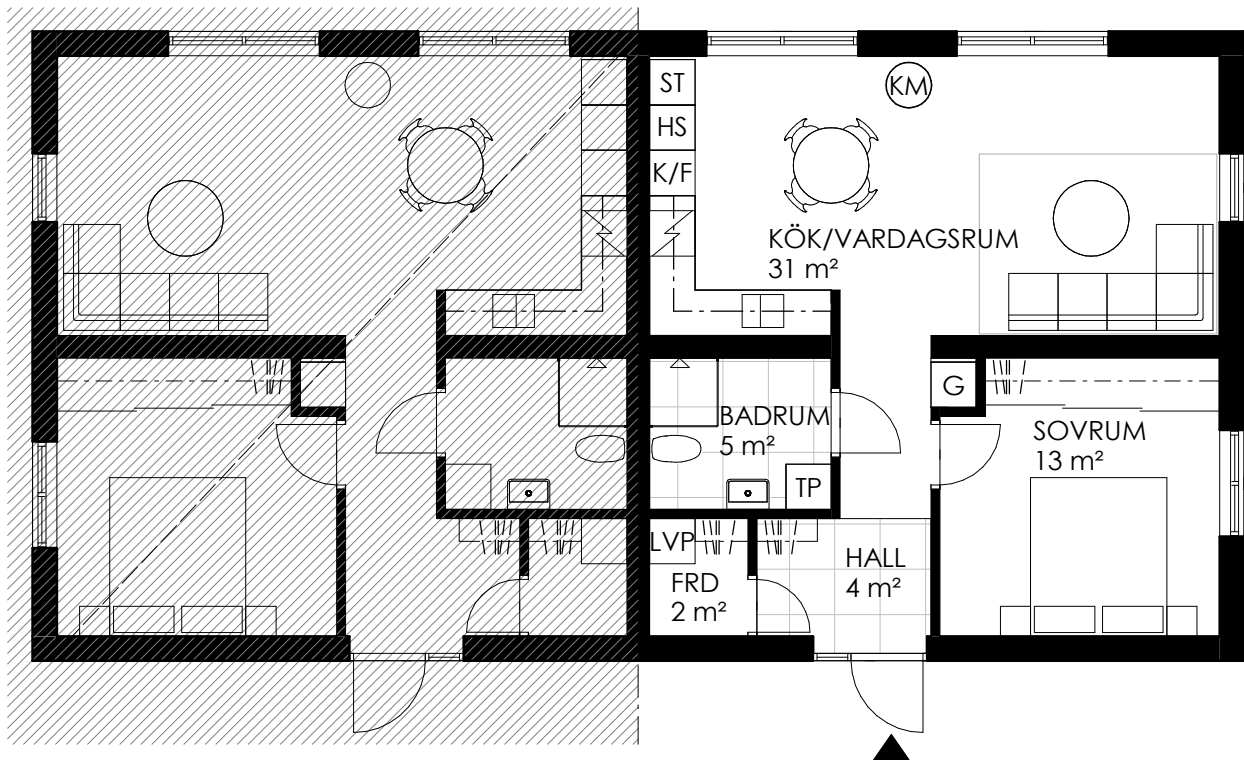 ST
KM
HS
K/F
KÖK/VARDAGSRUM
31 m²
G
BADRUM
5 m²
SOVRUM
13 m²
TP
LVP
HALL
4 m²
FRD
2 m²